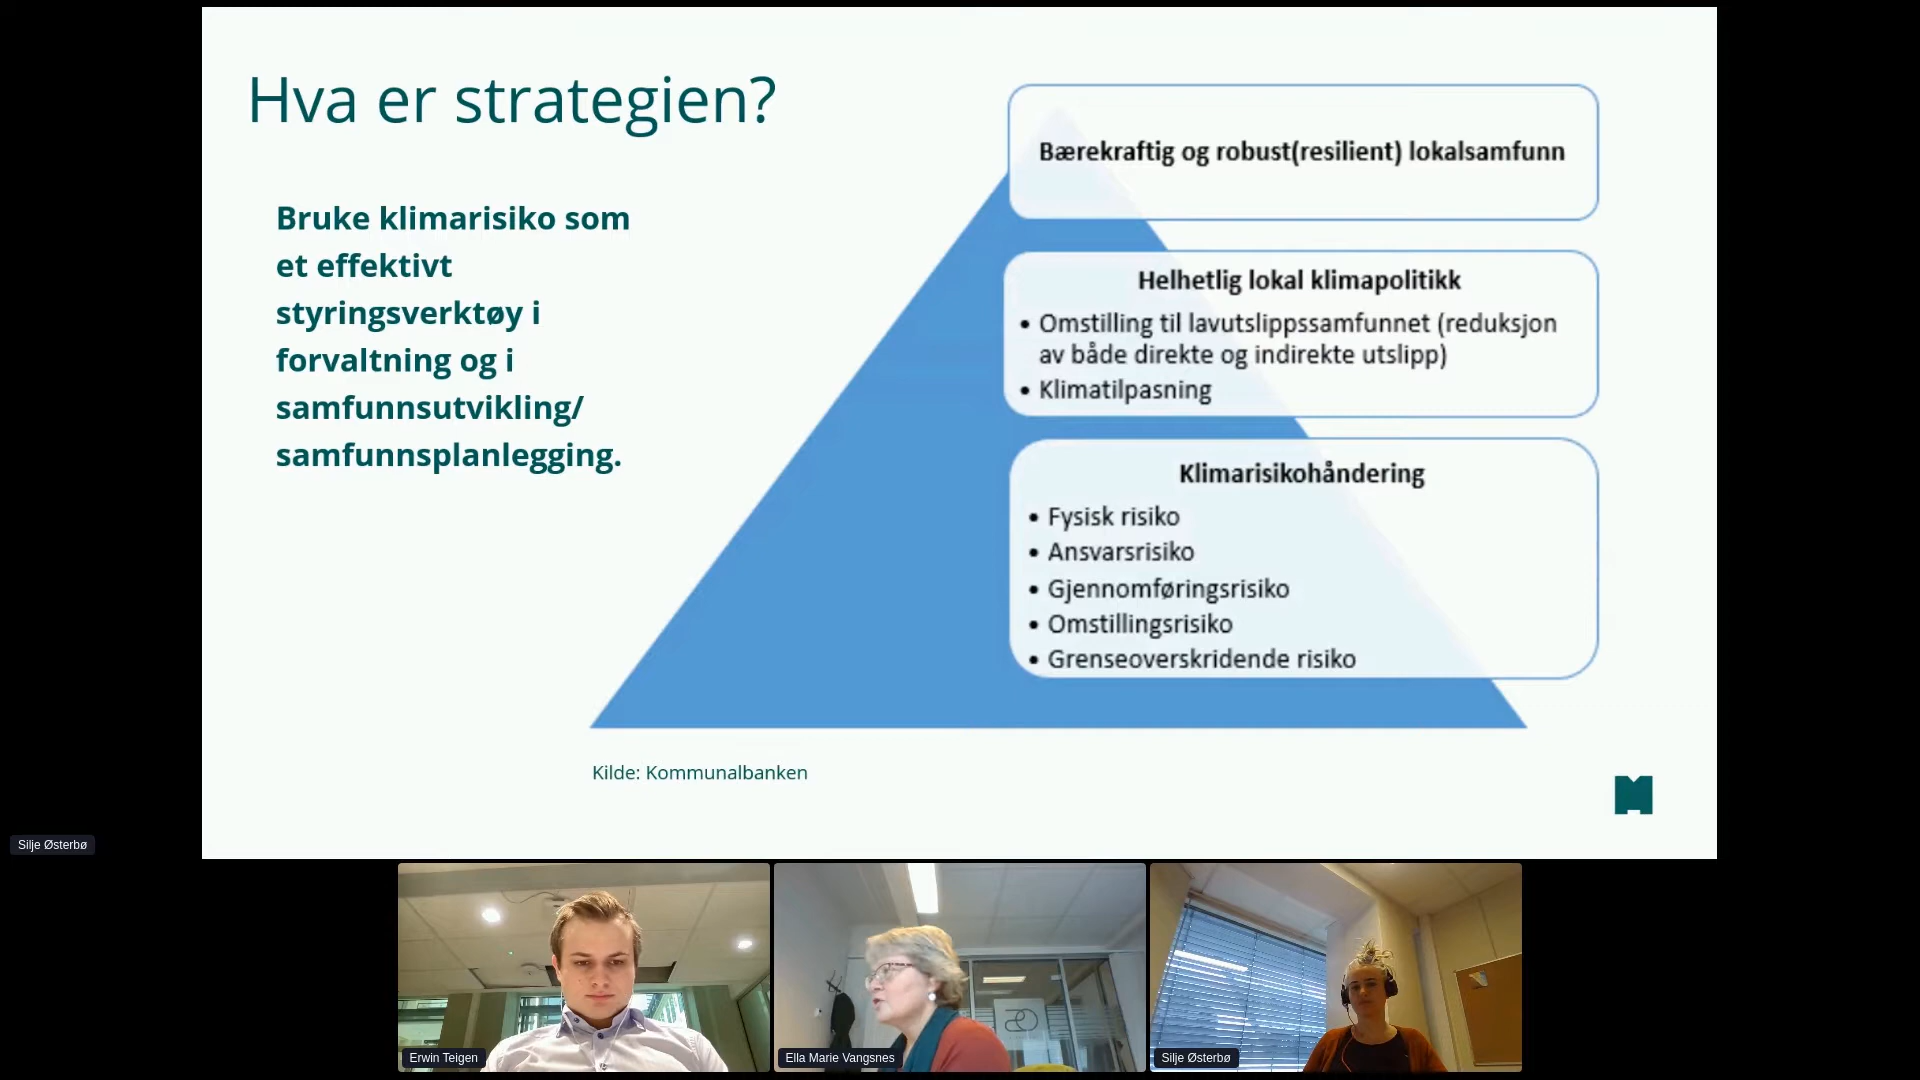 Hva er strategien?
Bruke klimarisiko som
et effektivt
styringsverktøy i
forvaltning og i
samfunnsutvikling/
samfunnsplanlegging.
Bærekraftig og robust(resilient) lokalsamfunn
Helhetlig lokal klimapolitikk
• Omstilling til lavutslippssamfunnet (reduksjon
av både direkte og indirekte utslipp)
• Klimatilpasning
Klimarisikohåndering
• Fysisk risiko
• Ansvarsrisiko
• Gjennomføringsrisiko
• Omstillingsrisiko
• Grenseoverskridende risiko
Kilde: Kommunalbanken
Silje Østerbø
Erwin Teigen
Ella Marie Vangsnes
Silje Østerbø